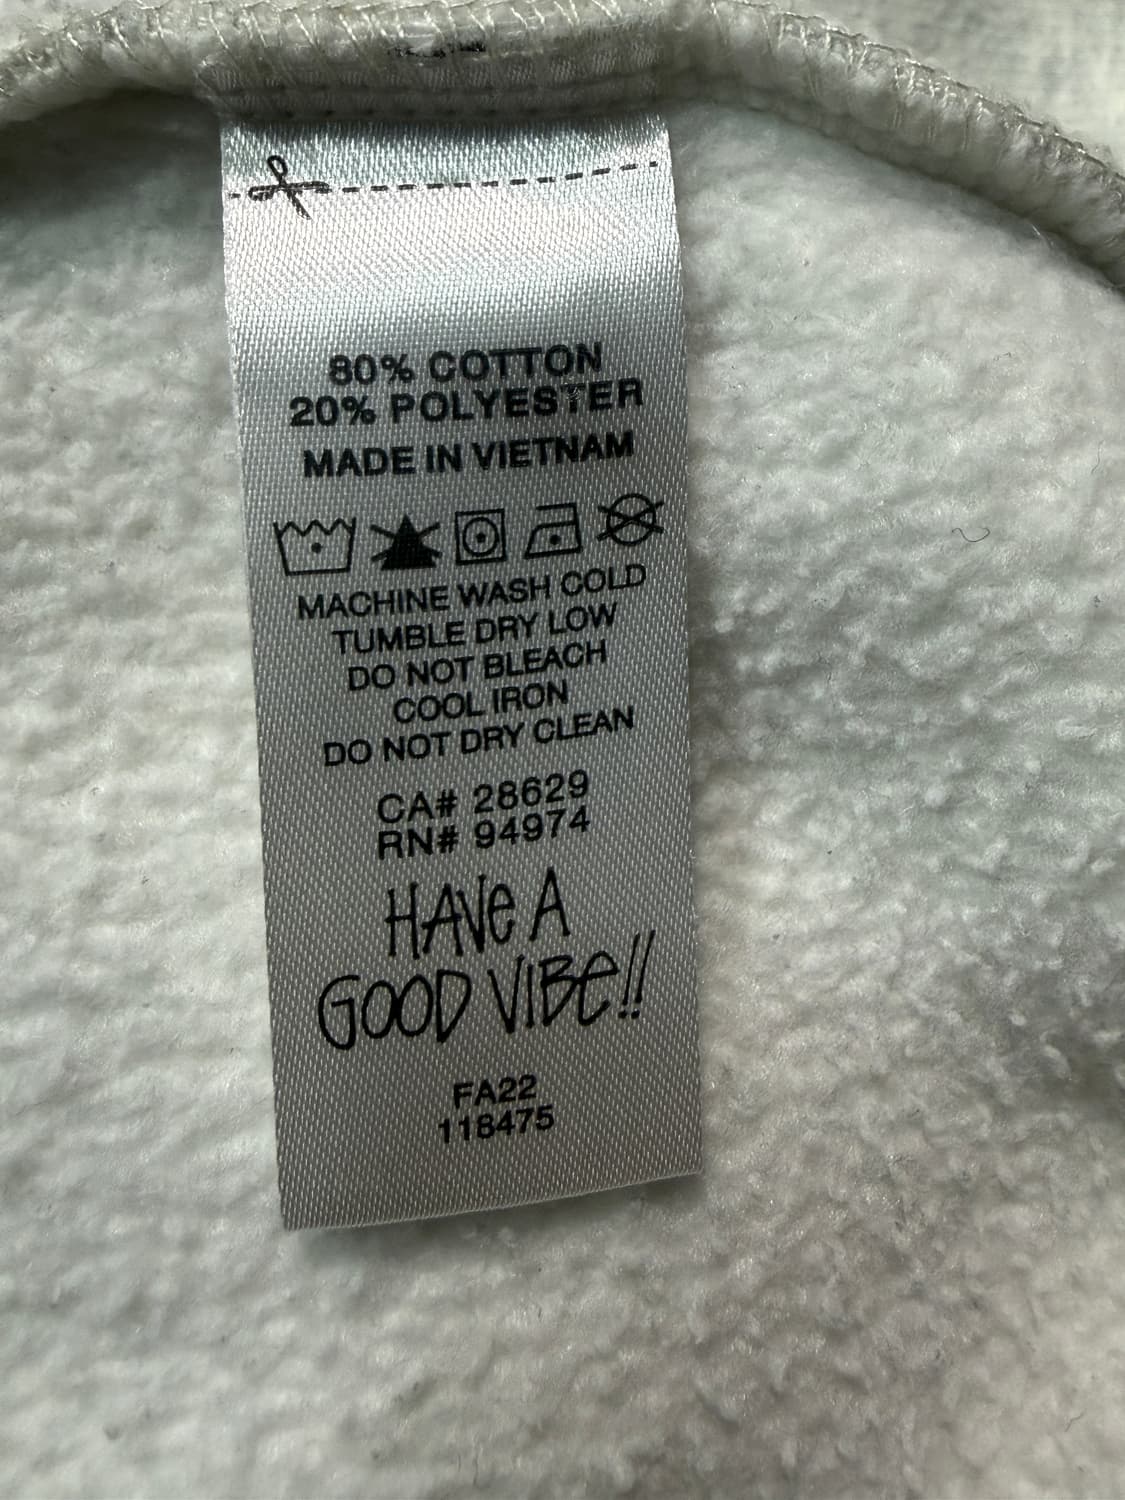 80% COTTON
20% POLYESTER
MADE IN VIETNAM
MACHINE WASH COLD
TUMBLE DRY LOW
DO NOT BLEACH
COOL IRON
DO NOT DRY CLEAN
CA# 28629
RN# 94974
HAVe A
GOOD VIBe!!
FA22
118475